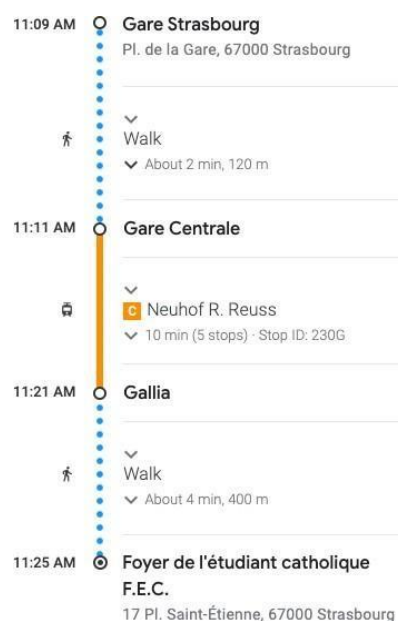 11:09 AM Gare Strasbourg
Pl. de la Gare, 67000 Strasbourg
Walk
About 2 min, 120 m
11:11 AM Gare Centrale
C Neuhof R. Reuss
10 min (5 stops) · Stop ID: 230G
11:21 AM Gallia
Walk
About 4 min, 400 m
11:25 AM Foyer de l'étudiant catholique
F.E.C.
17 Pl. Saint-Étienne, 67000 Strasbourg